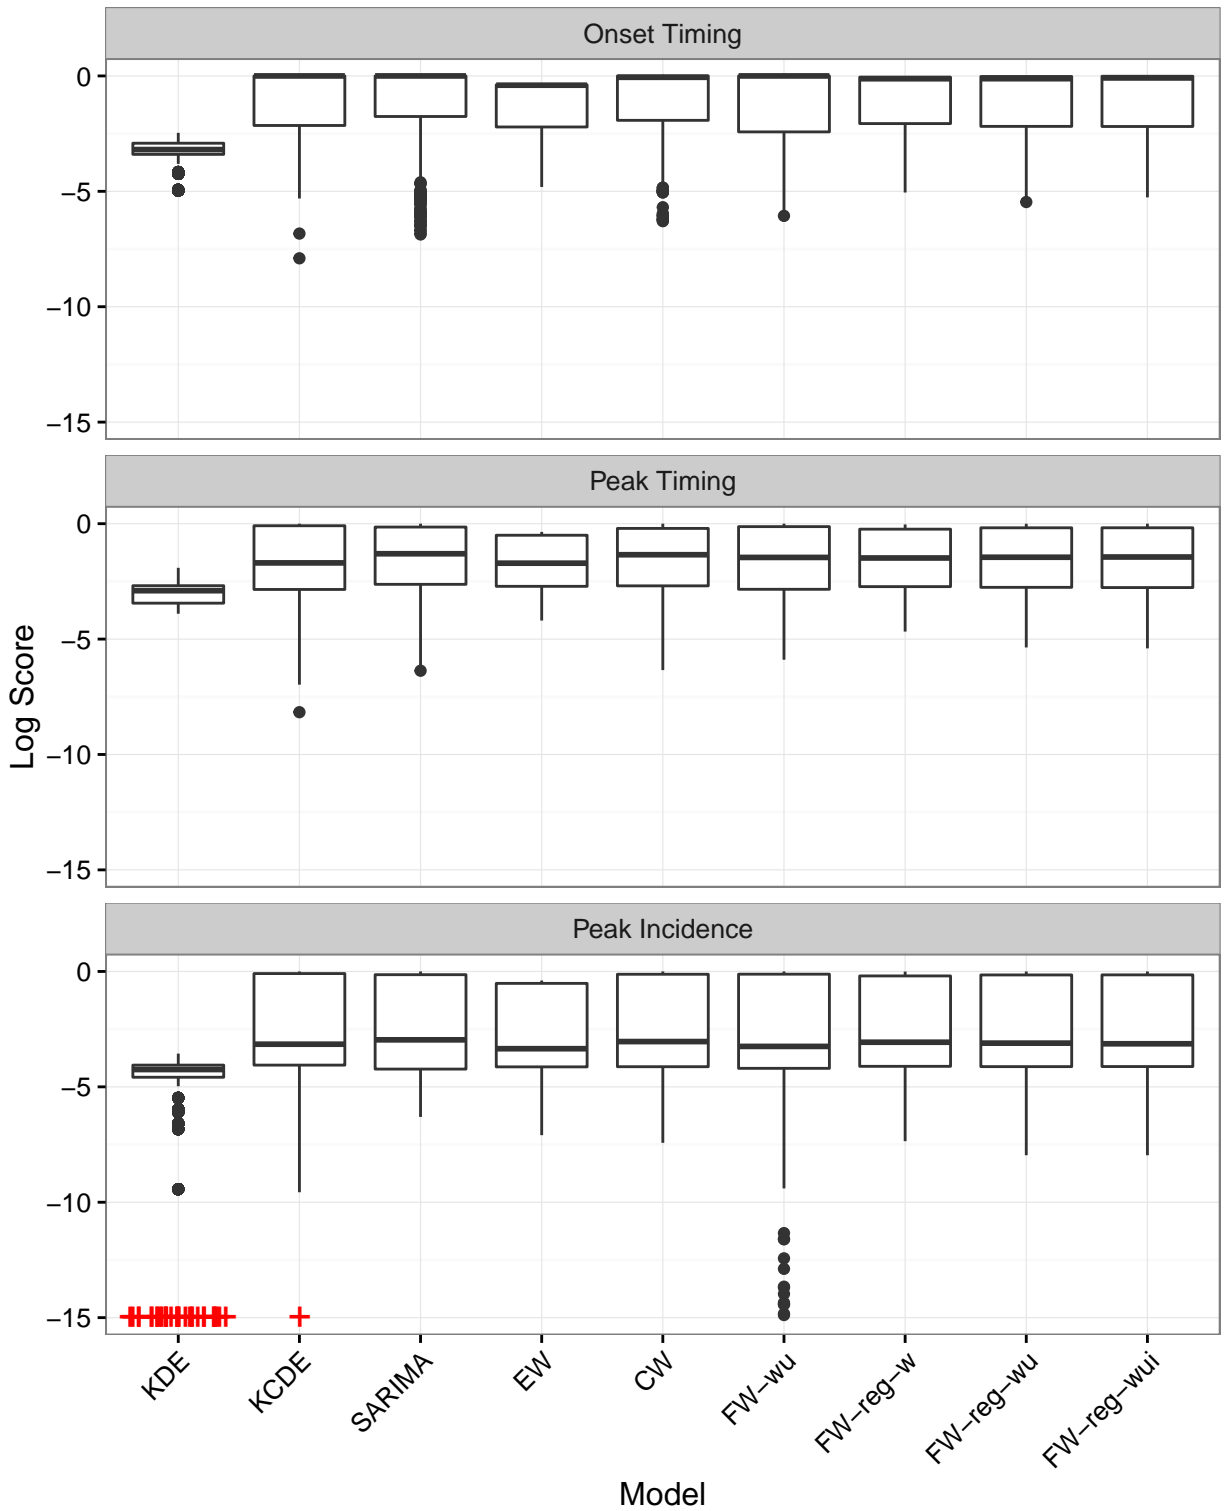 Onset Timing
0
−5
−10
−15
Peak Timing
0
−5
−10
−15
Log Score
Peak Incidence
0
−5
−10
−15
KDE
KCDE
SARIMA
EW
CW
FW−wu
FW−reg−w
FW−reg−wu
FW−reg−wui
Model